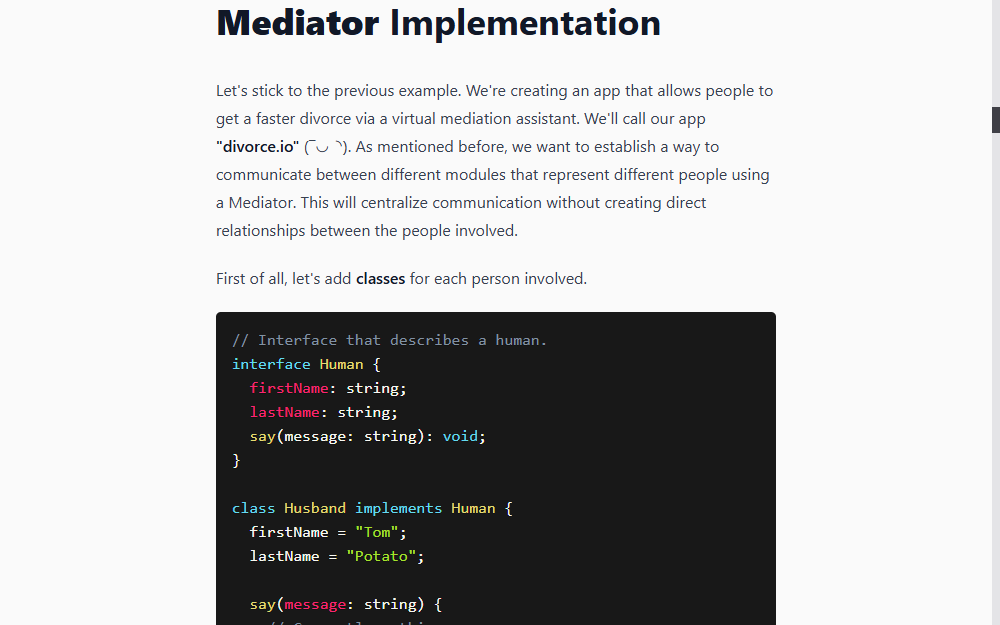 Mediator Implementation
Let's stick to the previous example. We're creating an app that allows people to
get a faster divorce via a virtual mediation assistant. We'll call our app
"divorce.io" (¯◡ ◝). As mentioned before, we want to establish a way to
communicate between different modules that represent different people using
a Mediator. This will centralize communication without creating direct
relationships between the people involved.
First of all, let's add classes for each person involved.
// Interface that describes a human.
interface Human {
  firstName: string;
  lastName: string;
  say(message: string): void;
}
class Husband implements Human {
  firstName = "Tom";
  lastName = "Potato";
  say(message: string) {